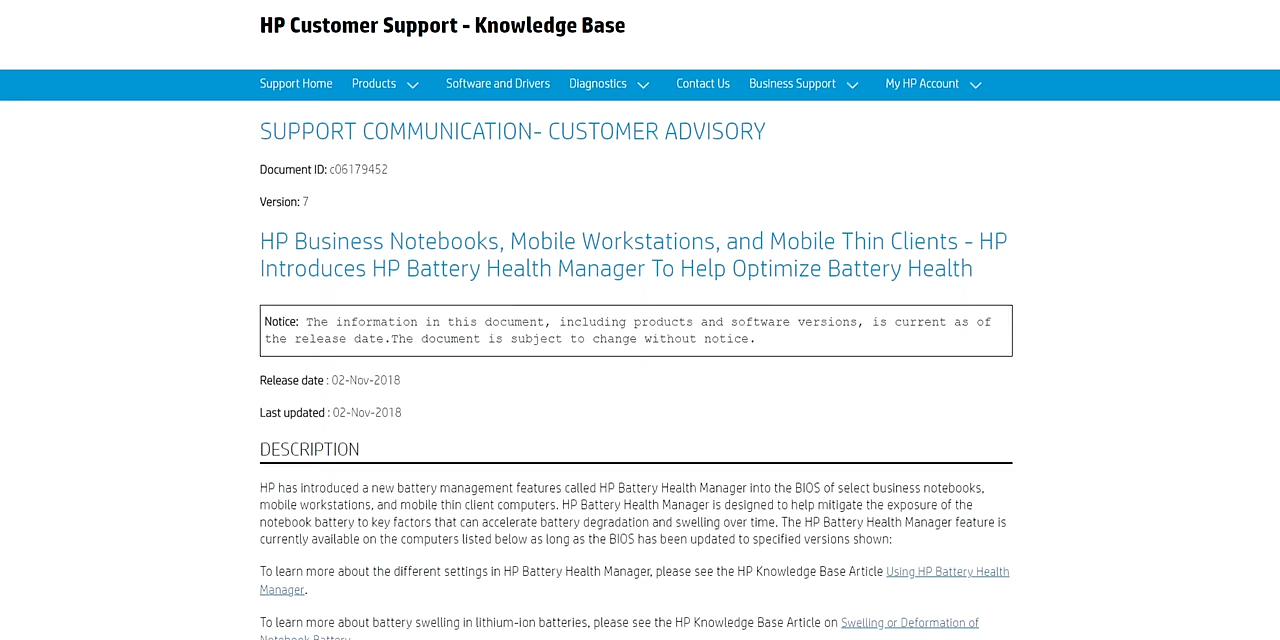 HP Customer Support - Knowledge Base
Support Home Products Software and Drivers Diagnostics Contact Us Business Support My HP Account
SUPPORT COMMUNICATION- CUSTOMER ADVISORY
Document ID: c06179452
Version: 7
HP Business Notebooks, Mobile Workstations, and Mobile Thin Clients - HP
Introduces HP Battery Health Manager To Help Optimize Battery Health
Notice: The information in this document, including products and software versions, is current as of
the release date.The document is subject to change without notice.
Release date : 02-Nov-2018
Last updated : 02-Nov-2018
DESCRIPTION
HP has introduced a new battery management features called HP Battery Health Manager into the BIOS of select business notebooks,
mobile workstations, and mobile thin client computers. HP Battery Health Manager is designed to help mitigate the exposure of the
notebook battery to key factors that can accelerate battery degradation and swelling over time. The HP Battery Health Manager feature is
currently available on the computers listed below as long as the BIOS has been updated to specified versions shown:
To learn more about the different settings in HP Battery Health Manager, please see the HP Knowledge Base Article Using HP Battery Health
Manager.
To learn more about battery swelling in lithium-ion batteries, please see the HP Knowledge Base Article on Swelling or Deformation of
Notebook Battery